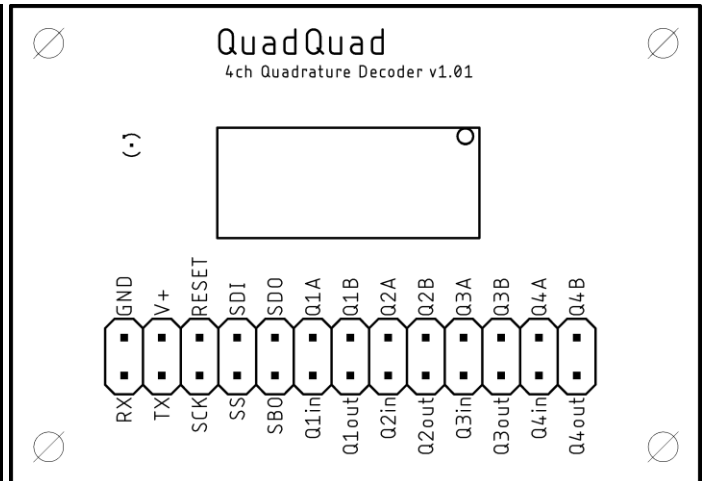 QuadQuad
4ch Quadrature Decoder v1.01
(·)
GND V+ RESET SDI SDO Q1A Q1B Q2A Q2B Q3A Q3B Q4A Q4B
RX TX SCK SS SBO Q1in Q1out Q2in Q2out Q3in Q3out Q4in Q4out